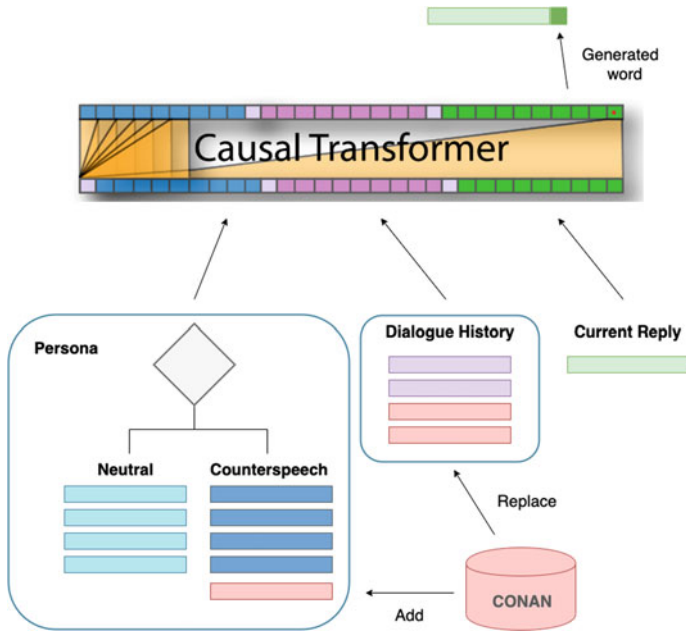 Generated
word
Causal Transformer
Persona
Dialogue History
Current Reply
Neutral
Counterspeech
Replace
CONAN
Add